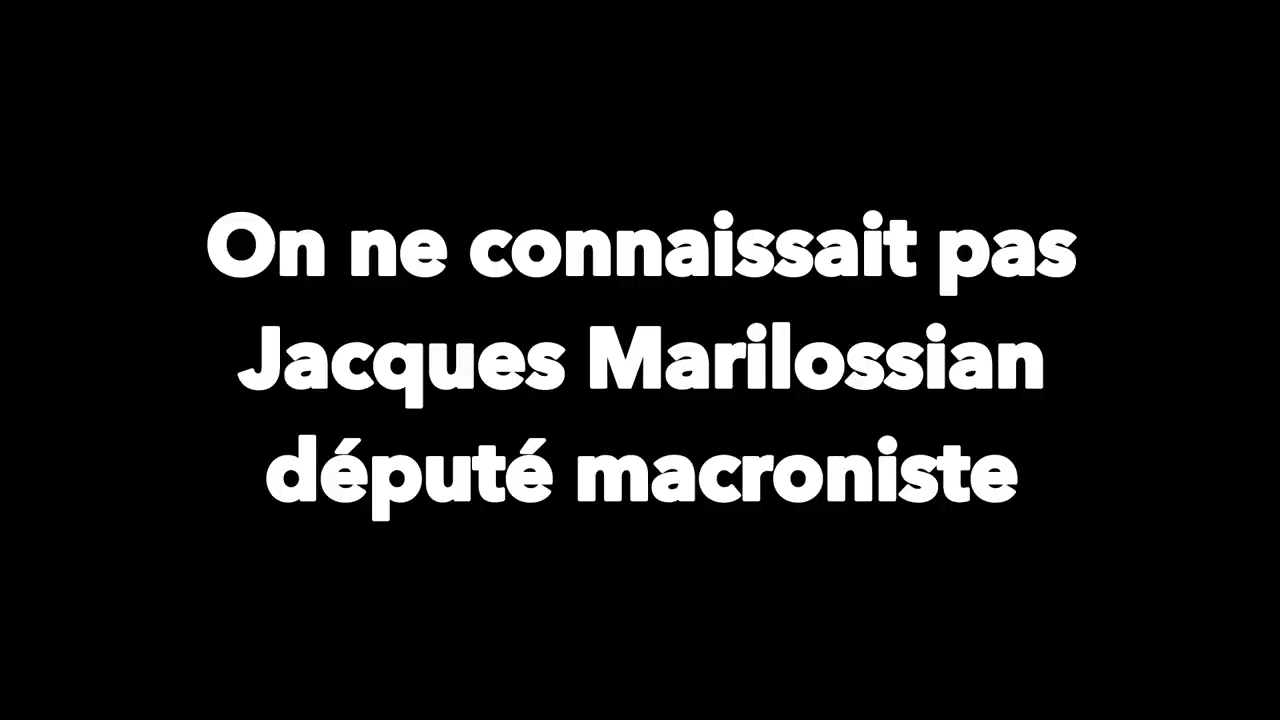 On ne connaissait pas
Jacques Marilossian
député macroniste